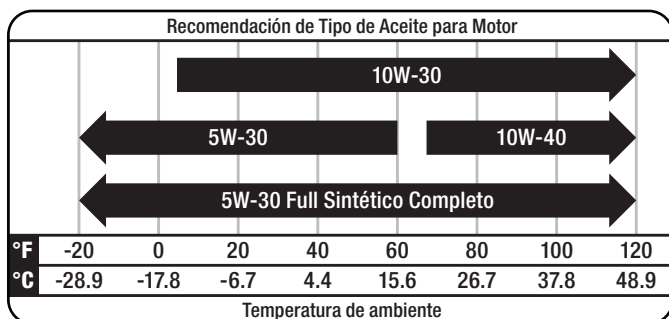 Recomendación de Tipo de Aceite para Motor
10W-30
5W-30 10W-40
5W-30 Full Sintético Completo
°F -20 0 20 40 60 80 100 120
°C -28.9 -17.8 -6.7 4.4 15.6 26.7 37.8 48.9
Temperatura de ambiente